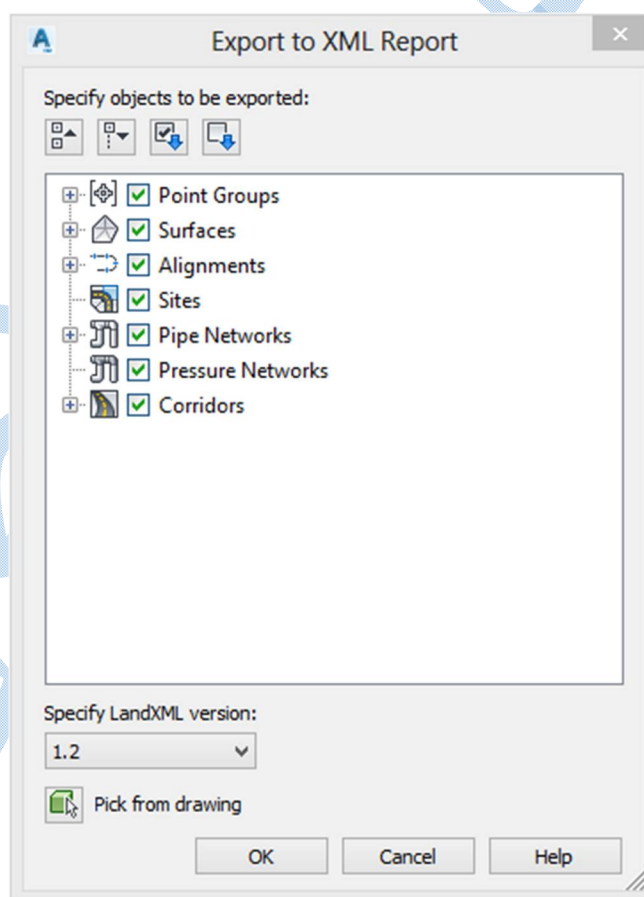 Export to XML Report
Specify objects to be exported:
Point Groups
Surfaces
Alignments
Sites
Pipe Networks
Pressure Networks
Corridors
Specify LandXML version:
1.2
Pick from drawing
OK Cancel Help